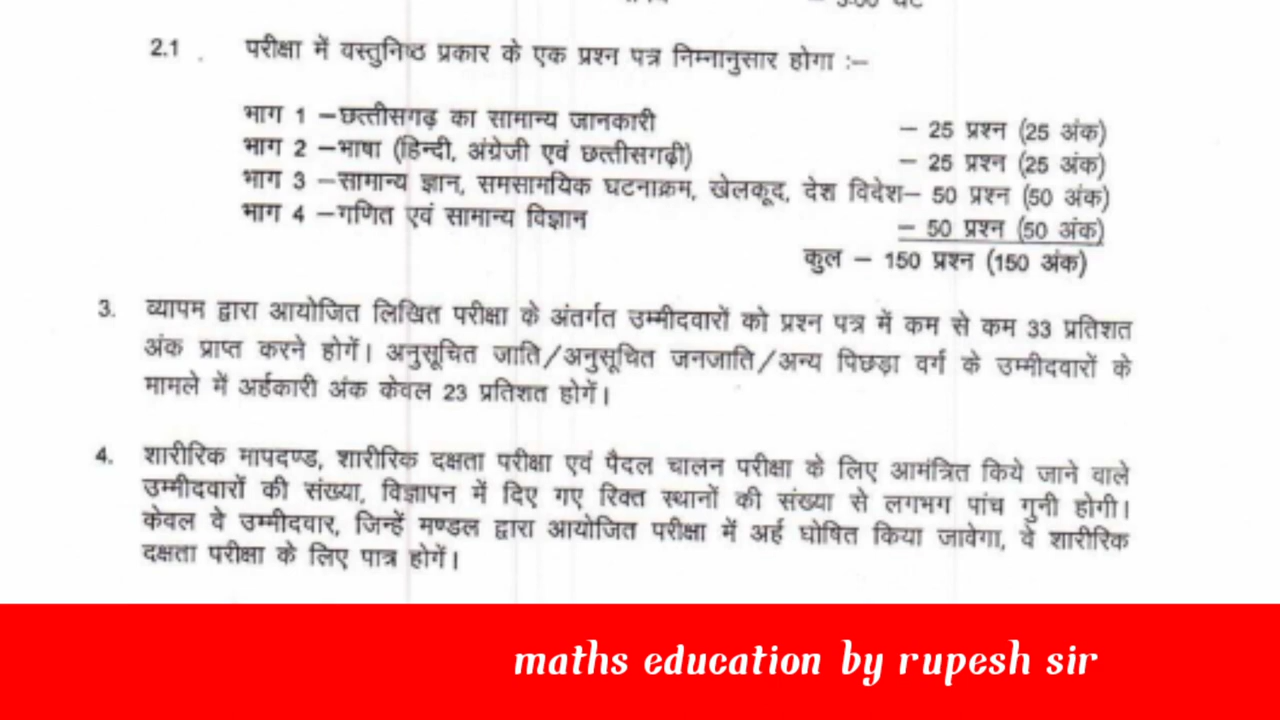 2.1 परीक्षा में वस्तुनिष्ठ प्रकार के एक प्रश्न पत्र निम्नानुसार होगा :–
भाग 1 –छत्तीसगढ़ का सामान्य जानकारी – 25 प्रश्न (25 अंक)
भाग 2 –भाषा (हिन्दी, अंग्रेजी एवं छत्तीसगढ़ी) – 25 प्रश्न (25 अंक)
भाग 3 –सामान्य ज्ञान, समसामयिक घटनाक्रम, खेलकूद, देश विदेश– 50 प्रश्न (50 अंक)
भाग 4 –गणित एवं सामान्य विज्ञान – 50 प्रश्न (50 अंक)
कुल – 150 प्रश्न (150 अंक)
3. व्यापम द्वारा आयोजित लिखित परीक्षा के अंतर्गत उम्मीदवारों को प्रश्न पत्र में कम से कम 33 प्रतिशत
अंक प्राप्त करने होगें। अनुसूचित जाति/अनुसूचित जनजाति/अन्य पिछड़ा वर्ग के उम्मीदवारों के
मामले में अर्हकारी अंक केवल 23 प्रतिशत होगें।
4. शारीरिक मापदण्ड, शारीरिक दक्षता परीक्षा एवं पैदल चालन परीक्षा के लिए आमंत्रित किये जाने वाले
उम्मीदवारों की संख्या, विज्ञापन में दिए गए रिक्त स्थानों की संख्या से लगभग पांच गुनी होगी।
केवल वे उम्मीदवार, जिन्हें मण्डल द्वारा आयोजित परीक्षा में अर्ह घोषित किया जावेगा, वे शारीरिक
दक्षता परीक्षा के लिए पात्र होगें।
maths education by rupesh sir